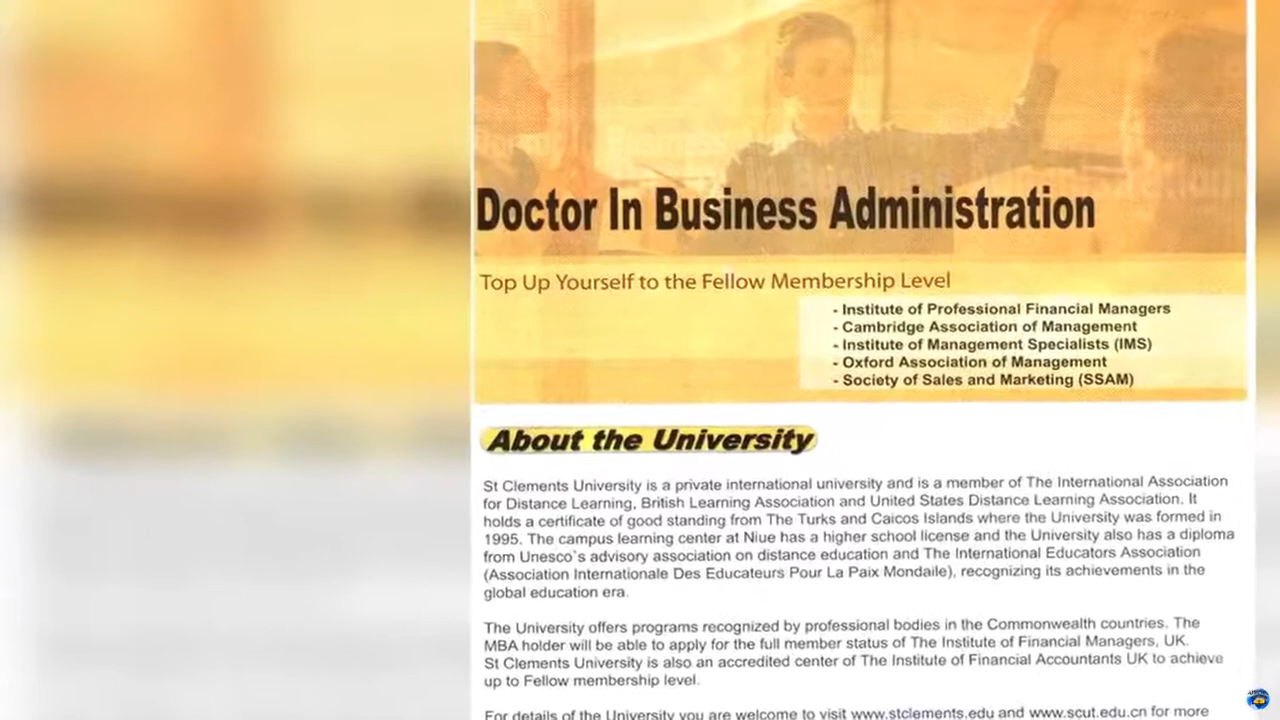 Doctor In Business Administration
Top Up Yourself to the Fellow Membership Level
- Institute of Professional Financial Managers
- Cambridge Association of Management
- Institute of Management Specialists (IMS)
- Oxford Association of Management
- Society of Sales and Marketing (SSAM)
About the University
St Clements University is a private international university and is a member of The International Association
for Distance Learning, British Learning Association and United States Distance Learning Association. It
holds a certificate of good standing from The Turks and Caicos Islands where the University was formed in
1995. The campus learning center at Niue has a higher school license and the University also has a diploma
from Unesco`s advisory association on distance education and The International Educators Association
(Association Internationale Des Educateurs Pour La Paix Mondaile), recognizing its achievements in the
global education era.
The University offers programs recognized by professional bodies in the Commonwealth countries. The
MBA holder will be able to apply for the full member status of The Institute of Financial Managers, UK.
St Clements University is also an accredited center of The Institute of Financial Accountants UK to achieve
up to Fellow membership level.
For details of the University you are welcome to visit www.stclements.edu and www.scut.edu.cn for more